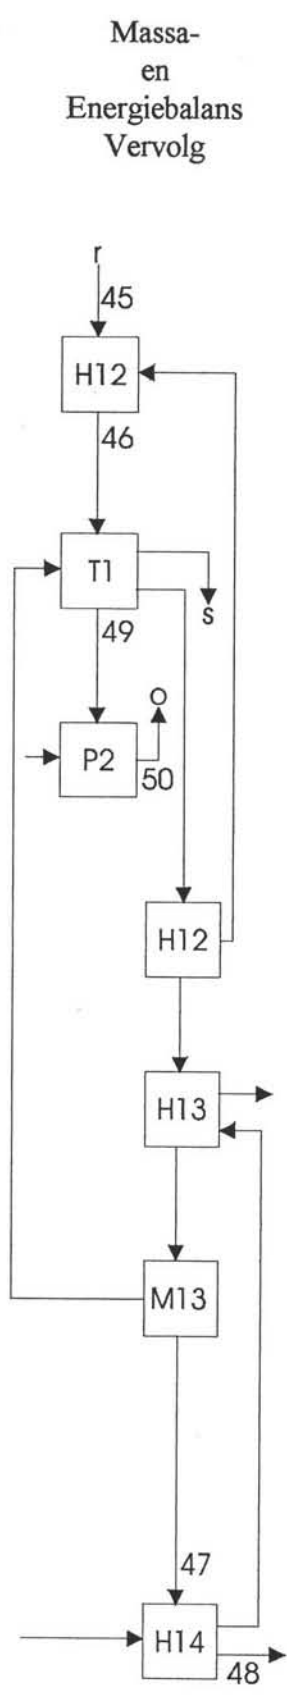 Massa-
en
Energiebalans
Vervolg
r
45
H12
46
T1
s
49
o
P2
50
H12
H13
M13
47
H14
48